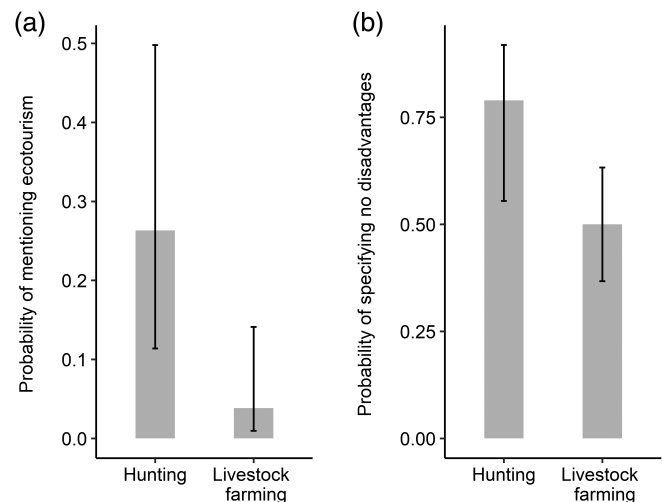 (a)
Probability of mentioning ecotourism
0.5
0.4
0.3
0.2
0.1
0.0
Hunting
Livestock
farming
(b)
Probability of specifying no disadvantages
0.75
0.50
0.25
0.00
Hunting
Livestock
farming